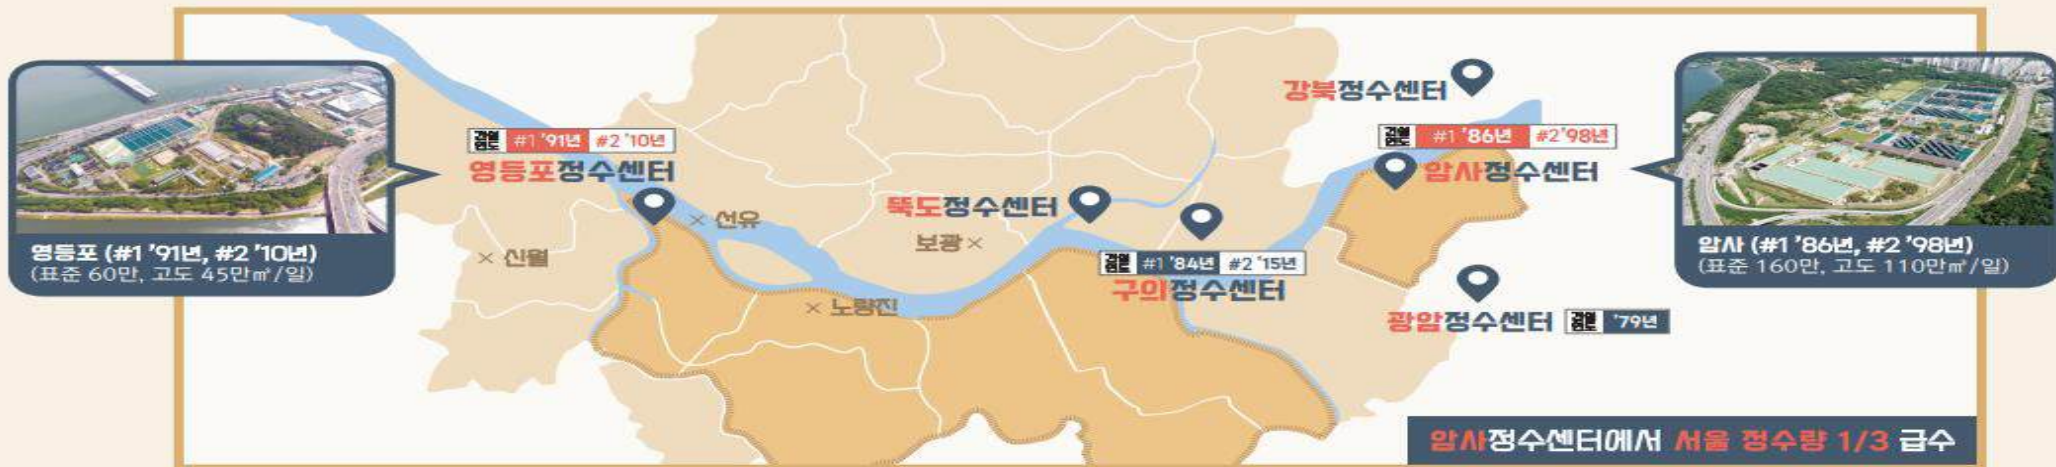 강북정수센터
#1 '91년 #2 '10년
영등포정수센터
#1 '86년 #2 '98년
암사정수센터
뚝도정수센터
× 선유
보광 ×
× 신월
#1 '84년 #2 '15년
구의정수센터
× 노량진
광암정수센터 '79년
영등포 (#1 '91년, #2 '10년)
(표준 60만, 고도 45만㎥/일)
암사 (#1 '86년, #2 '98년)
(표준 160만, 고도 110만㎥/일)
암사정수센터에서 서울 정수량 1/3 급수